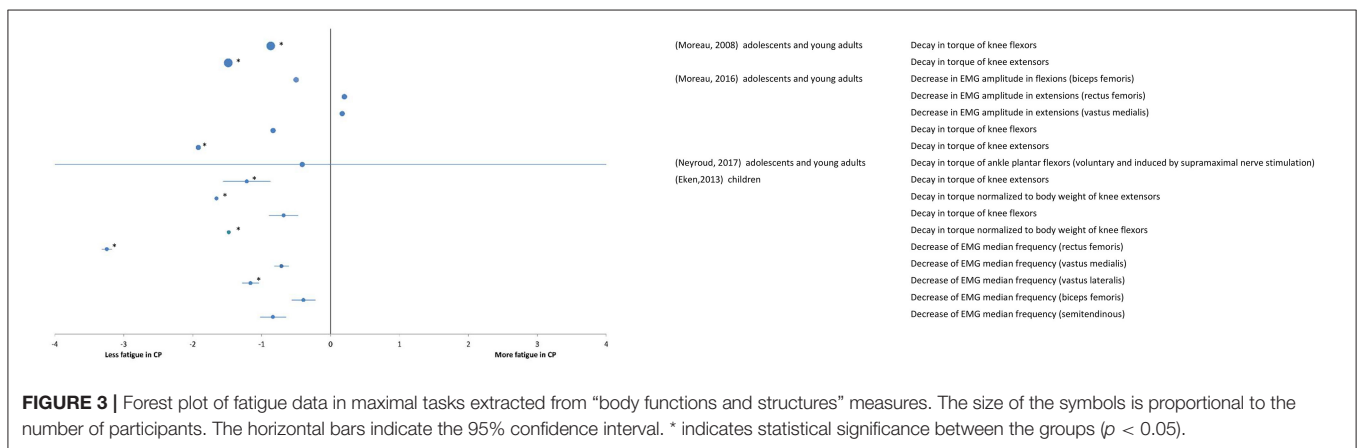 (Moreau, 2008) adolescents and young adults Decay in torque of knee flexors
*
Decay in torque of knee extensors
*
(Moreau, 2016) adolescents and young adults Decrease in EMG amplitude in flexions (biceps femoris)
Decrease in EMG amplitude in extensions (rectus femoris)
Decrease in EMG amplitude in extensions (vastus medialis)
Decay in torque of knee flexors
* Decay in torque of knee extensors
(Neyroud, 2017) adolescents and young adults Decay in torque of ankle plantar flexors (voluntary and induced by supramaximal nerve stimulation)
* (Eken,2013) children Decay in torque of knee extensors
* Decay in torque normalized to body weight of knee extensors
Decay in torque of knee flexors
* Decay in torque normalized to body weight of knee flexors
* Decrease of EMG median frequency (rectus femoris)
Decrease of EMG median frequency (vastus medialis)
* Decrease of EMG median frequency (vastus lateralis)
Decrease of EMG median frequency (biceps femoris)
Decrease of EMG median frequency (semitendinous)
-4 -3 -2 -1 0 1 2 3 4
Less fatigue in CP More fatigue in CP
FIGURE 3 | Forest plot of fatigue data in maximal tasks extracted from “body functions and structures” measures. The size of the symbols is proportional to the
number of participants. The horizontal bars indicate the 95% confidence interval. * indicates statistical significance between the groups (p < 0.05).